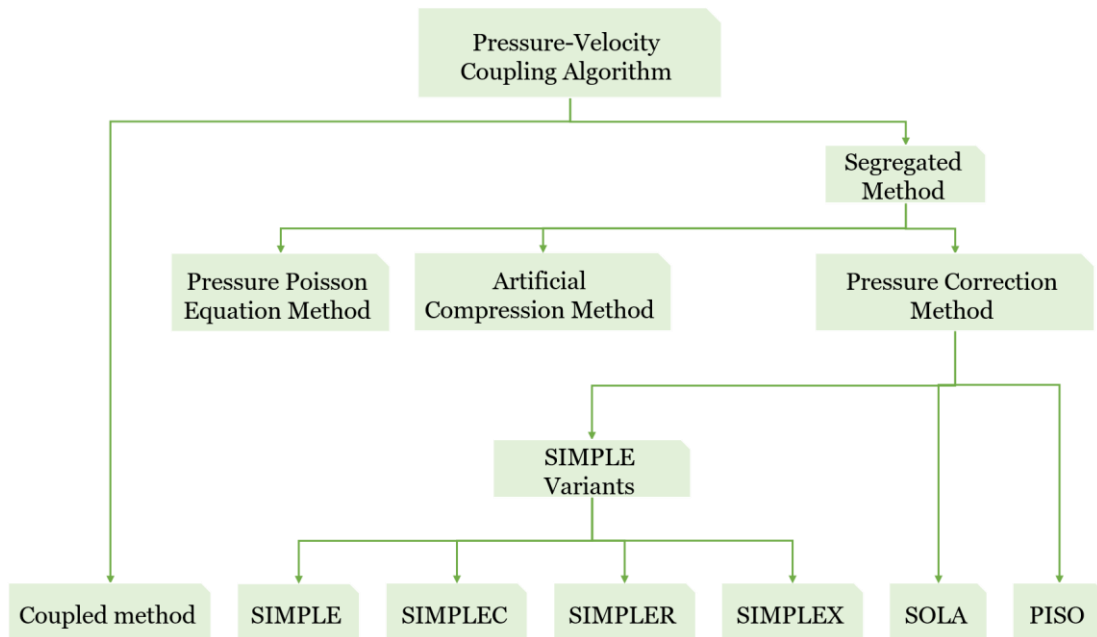 Pressure-Velocity
Coupling Algorithm
Segregated
Method
Pressure Poisson
Equation Method
Artificial
Compression Method
Pressure Correction
Method
SIMPLE
Variants
Coupled method
SIMPLE
SIMPLEC
SIMPLER
SIMPLEX
SOLA
PISO